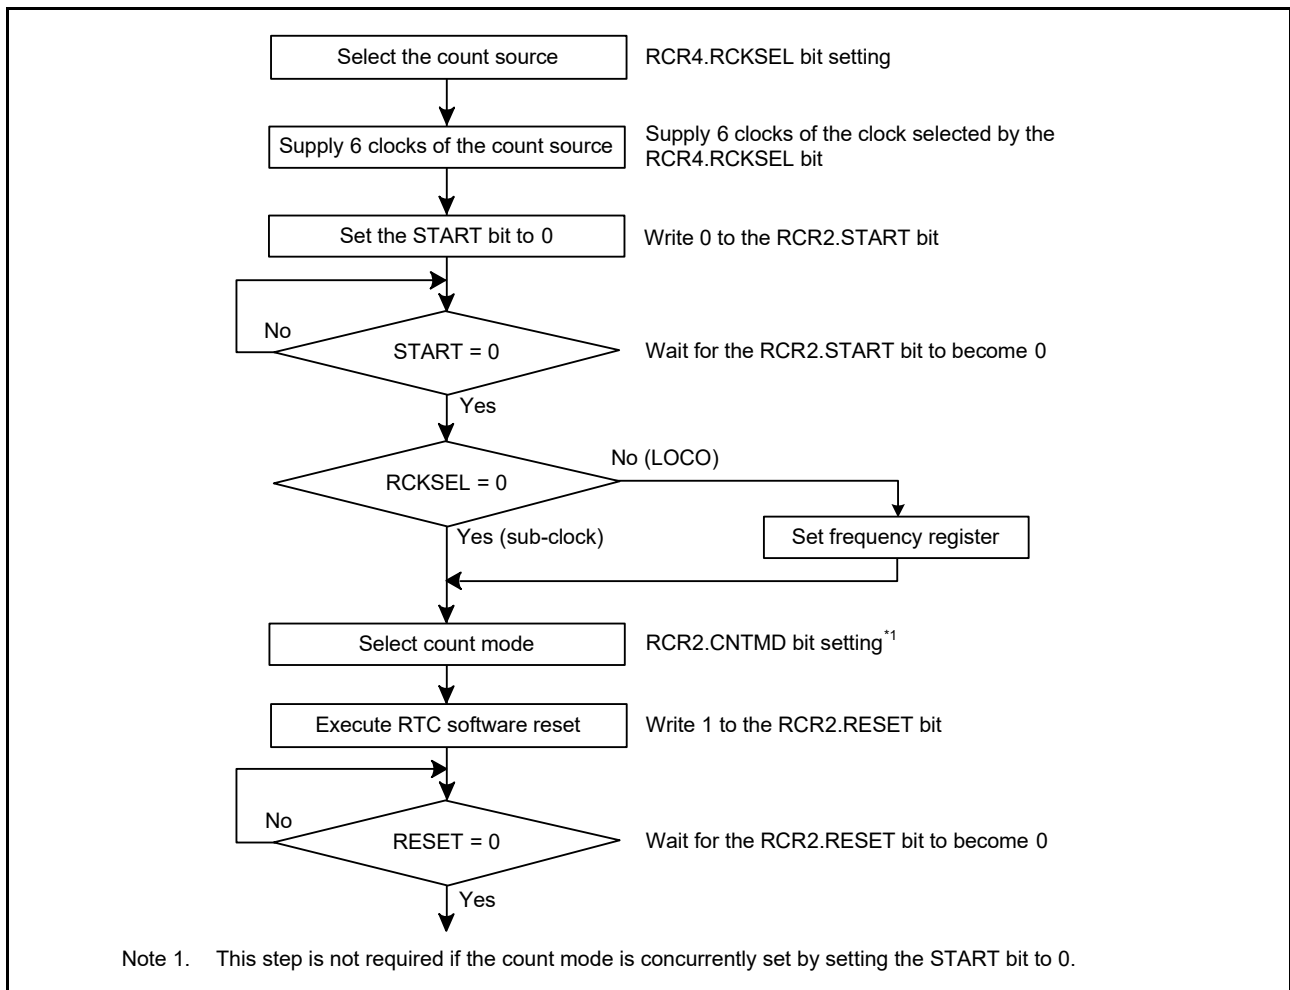 Select the count source
RCR4.RCKSEL bit setting
Supply 6 clocks of the count source
Supply 6 clocks of the clock selected by the
RCR4.RCKSEL bit
Set the START bit to 0
Write 0 to the RCR2.START bit
No
START = 0
Wait for the RCR2.START bit to become 0
Yes
No (LOCO)
RCKSEL = 0
Yes (sub-clock)
Set frequency register
Select count mode
RCR2.CNTMD bit setting*1
Execute RTC software reset
Write 1 to the RCR2.RESET bit
No
RESET = 0
Wait for the RCR2.RESET bit to become 0
Yes
Note 1. This step is not required if the count mode is concurrently set by setting the START bit to 0.